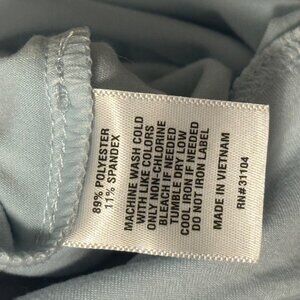 89% POLYESTER
11% SPANDEX
MACHINE WASH COLD
WITH LIKE COLORS
ONLY NON-CHLORINE
BLEACH IF NEEDED
TUMBLE DRY LOW
COOL IRON IF NEEDED
DO NOT IRON LABEL
MADE IN VIETNAM
RN#31104